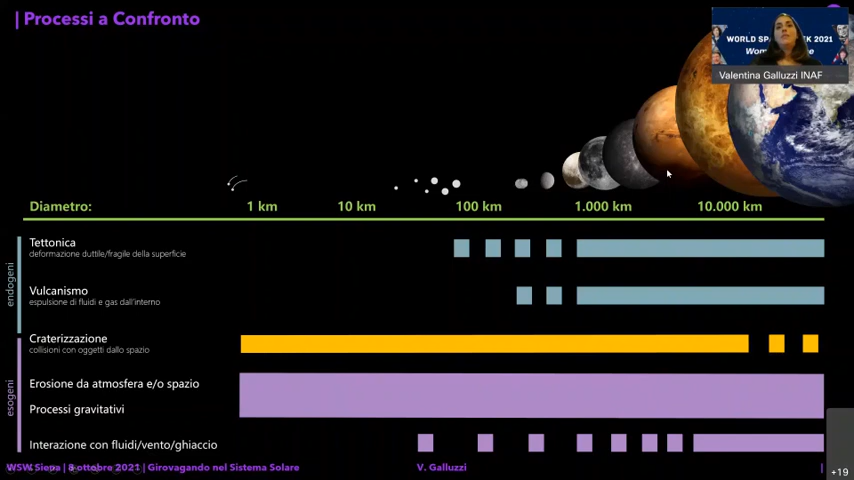 | Processi a Confronto
WORLD SPA
K 2021
Valentina Galluzzi INAF
Diametro: 1 km 10 km 100 km 1.000 km 10.000 km
endogeni
Tettonica
deformazione duttile/fragile della superficie
Vulcanismo
espulsione di fluidi e gas dall'interno
esogeni
Craterizzazione
collisioni con oggetti dallo spazio
Erosione da atmosfera e/o spazio
Processi gravitativi
Interazione con fluidi/vento/ghiaccio
WSW Siena | 8 ottobre 2021 | Girovagando nel Sistema Solare V. Galluzzi |
+19